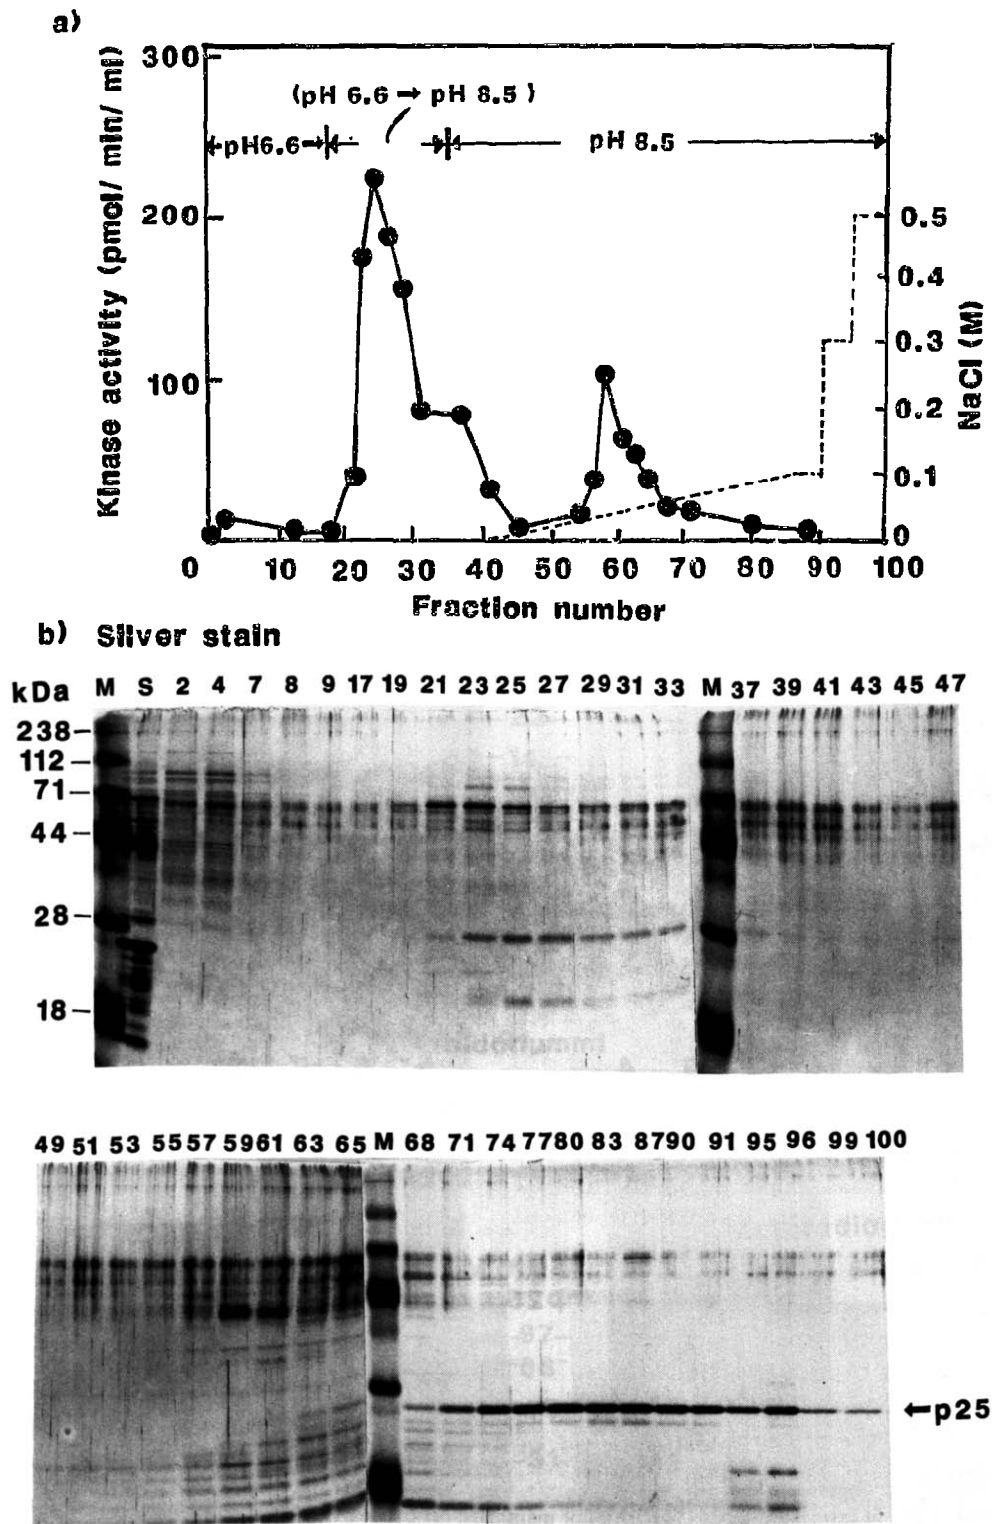 a)
Kinase activity (pmol/ min/ ml)
300
200
100
(pH 6.6 → pH 8.5 )
pH6.6
pH 8.5
0.5
0.4
0.3
0.2
0.1
0
NaCl (M)
0 10 20 30 40 50 60 70 80 90 100
Fraction number
b) Silver stain
kDa M S 2 4 7 8 9 17 19 21 23 25 27 29 31 33 M 37 39 41 43 45 47
238
112
71
44
28
18
49 51 53 55 57 59 61 63 65 M 68 71 74 77 80 83 87 90 91 95 96 99 100
←p25